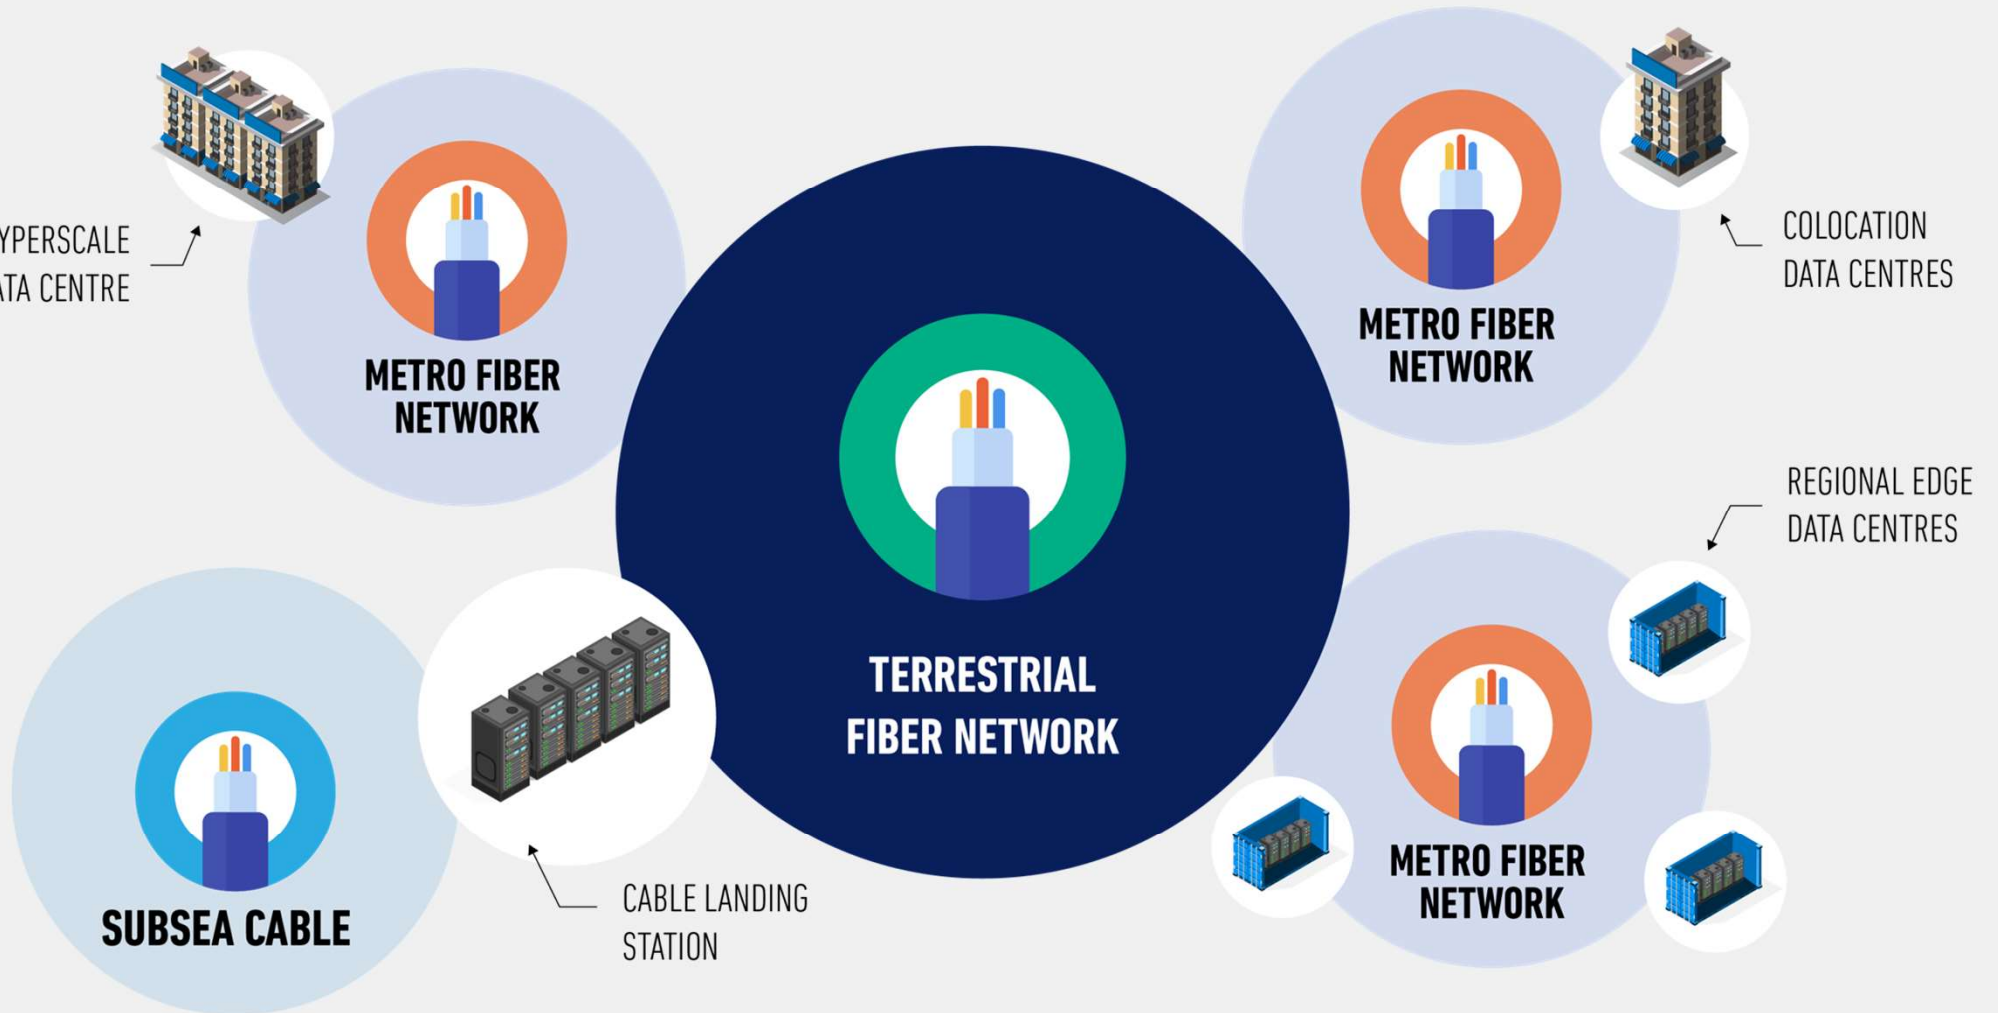 YPERSCALE
ATA CENTRE
METRO FIBER
NETWORK
METRO FIBER
NETWORK
COLOCATION
DATA CENTRES
REGIONAL EDGE
DATA CENTRES
TERRESTRIAL
FIBER NETWORK
METRO FIBER
NETWORK
SUBSEA CABLE
CABLE LANDING
STATION